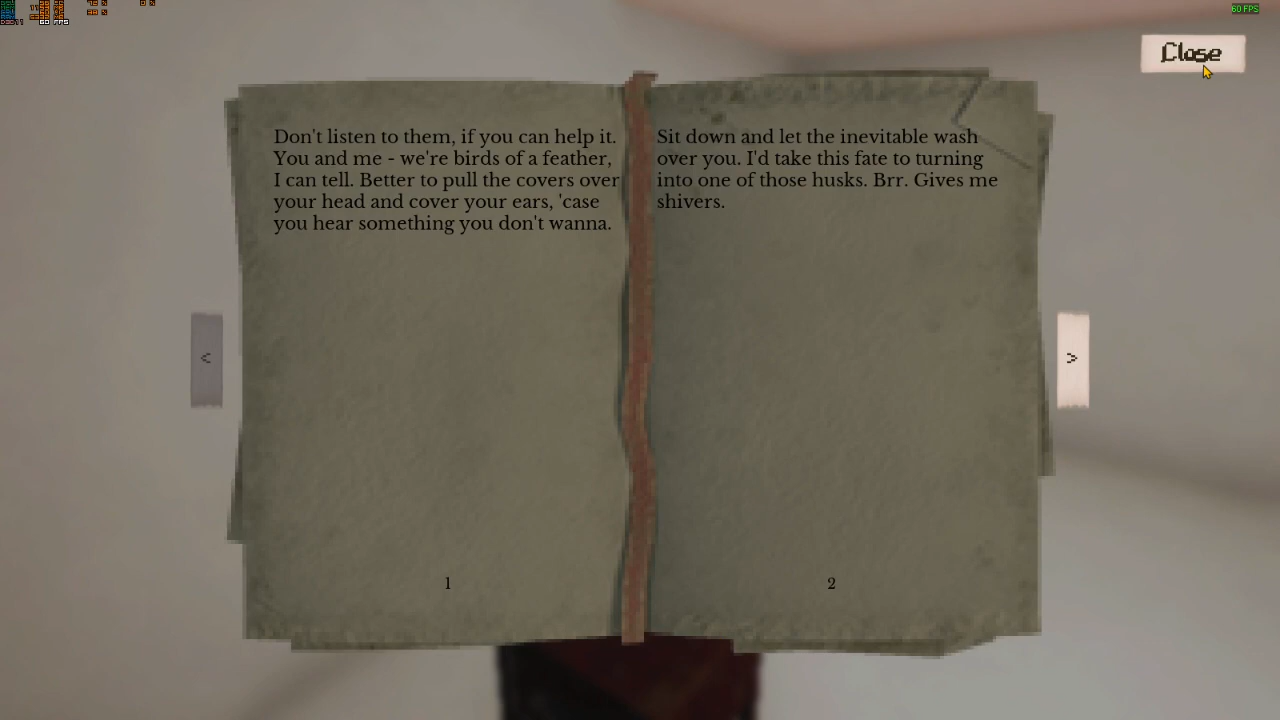 60 FPS
Close
Don't listen to them, if you can help it.
You and me - we're birds of a feather,
I can tell. Better to pull the covers over
your head and cover your ears, 'case
you hear something you don't wanna.
Sit down and let the inevitable wash
over you. I'd take this fate to turning
into one of those husks. Brr. Gives me
shivers.
<
>
1
2